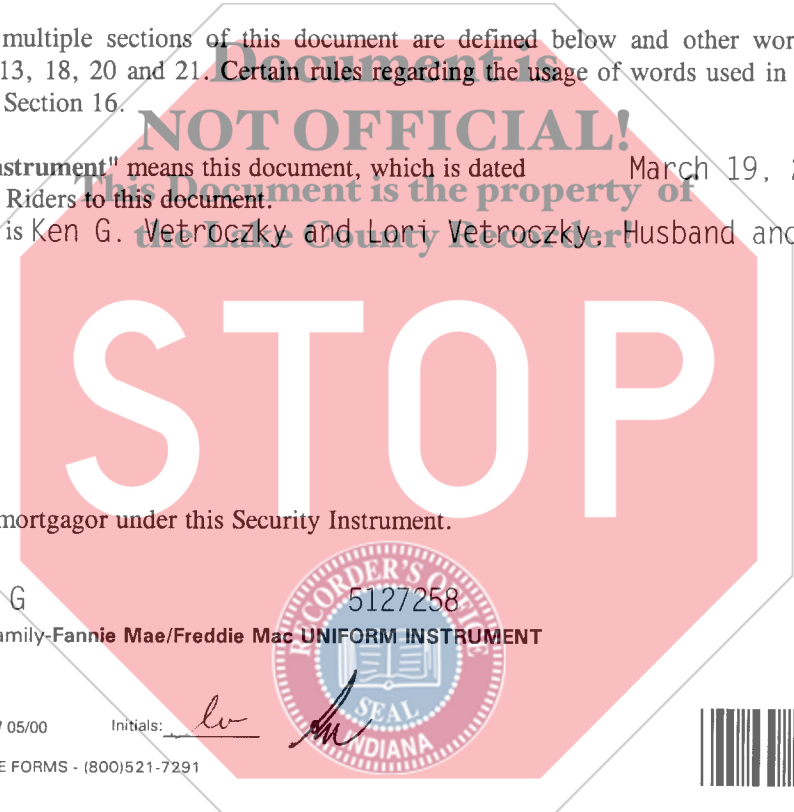 multiple sections of this document are defined below and other wor
Document is
13, 18, 20 and 21. Certain rules regarding the usage of words used in
Section 16.
NOT OFFICIAL!
nstrument" means this document, which is dated March 19, 2
This Document is the property of
Riders to this document.
is Ken G. Vetroczky and Lori Vetroczky, Husband and
the Lake County Recorder!
STOP
mortgagor under this Security Instrument.
G 5127258
amily-Fannie Mae/Freddie Mac UNIFORM INSTRUMENT
RECORDER'S OFFICE
SEAL
INDIANA
05/00 Initials: lv
E FORMS - (800)521-7291